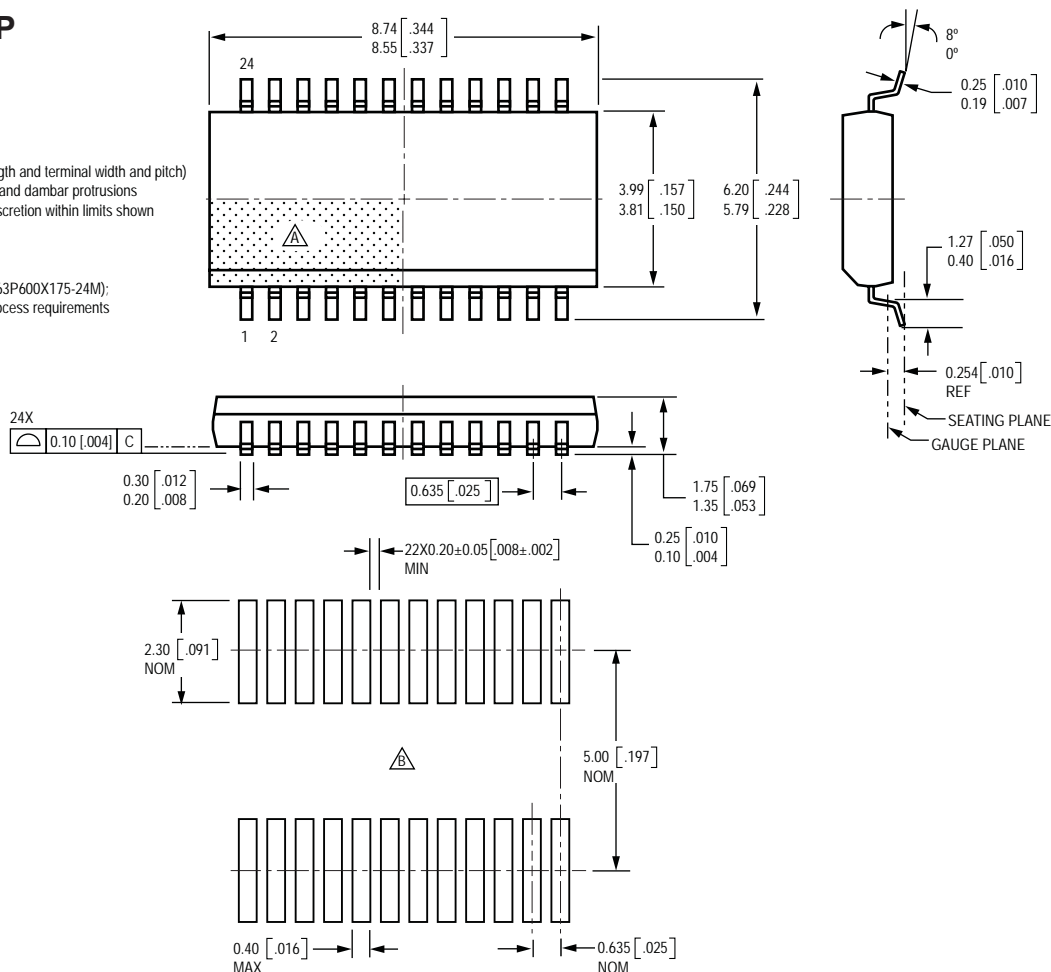 P
8.74 [.344
8.55 .337]
24
8º
0º
0.25 [.010
0.19 .007]
and terminal width and pitch)
and dambar protrusions
within limits shown
3.99 [.157
3.81 .150]
6.20 [.244
5.79 .228]
A
1.27 [.050
0.40 .016]
63P600X175-24M);
requirements
1 2
0.254 [.010]
REF
SEATING PLANE
GAUGE PLANE
24X
0.10 [.004] C
0.30 [.012
0.20 .008]
0.635 [.025]
1.75 [.069
1.35 .053]
0.25 [.010
0.10 .004]
22X0.20±0.05 [.008±.002]
MIN
2.30 [.091]
NOM
5.00 [.197]
NOM
B
0.40 [.016]
MAX
0.635 [.025]
NOM